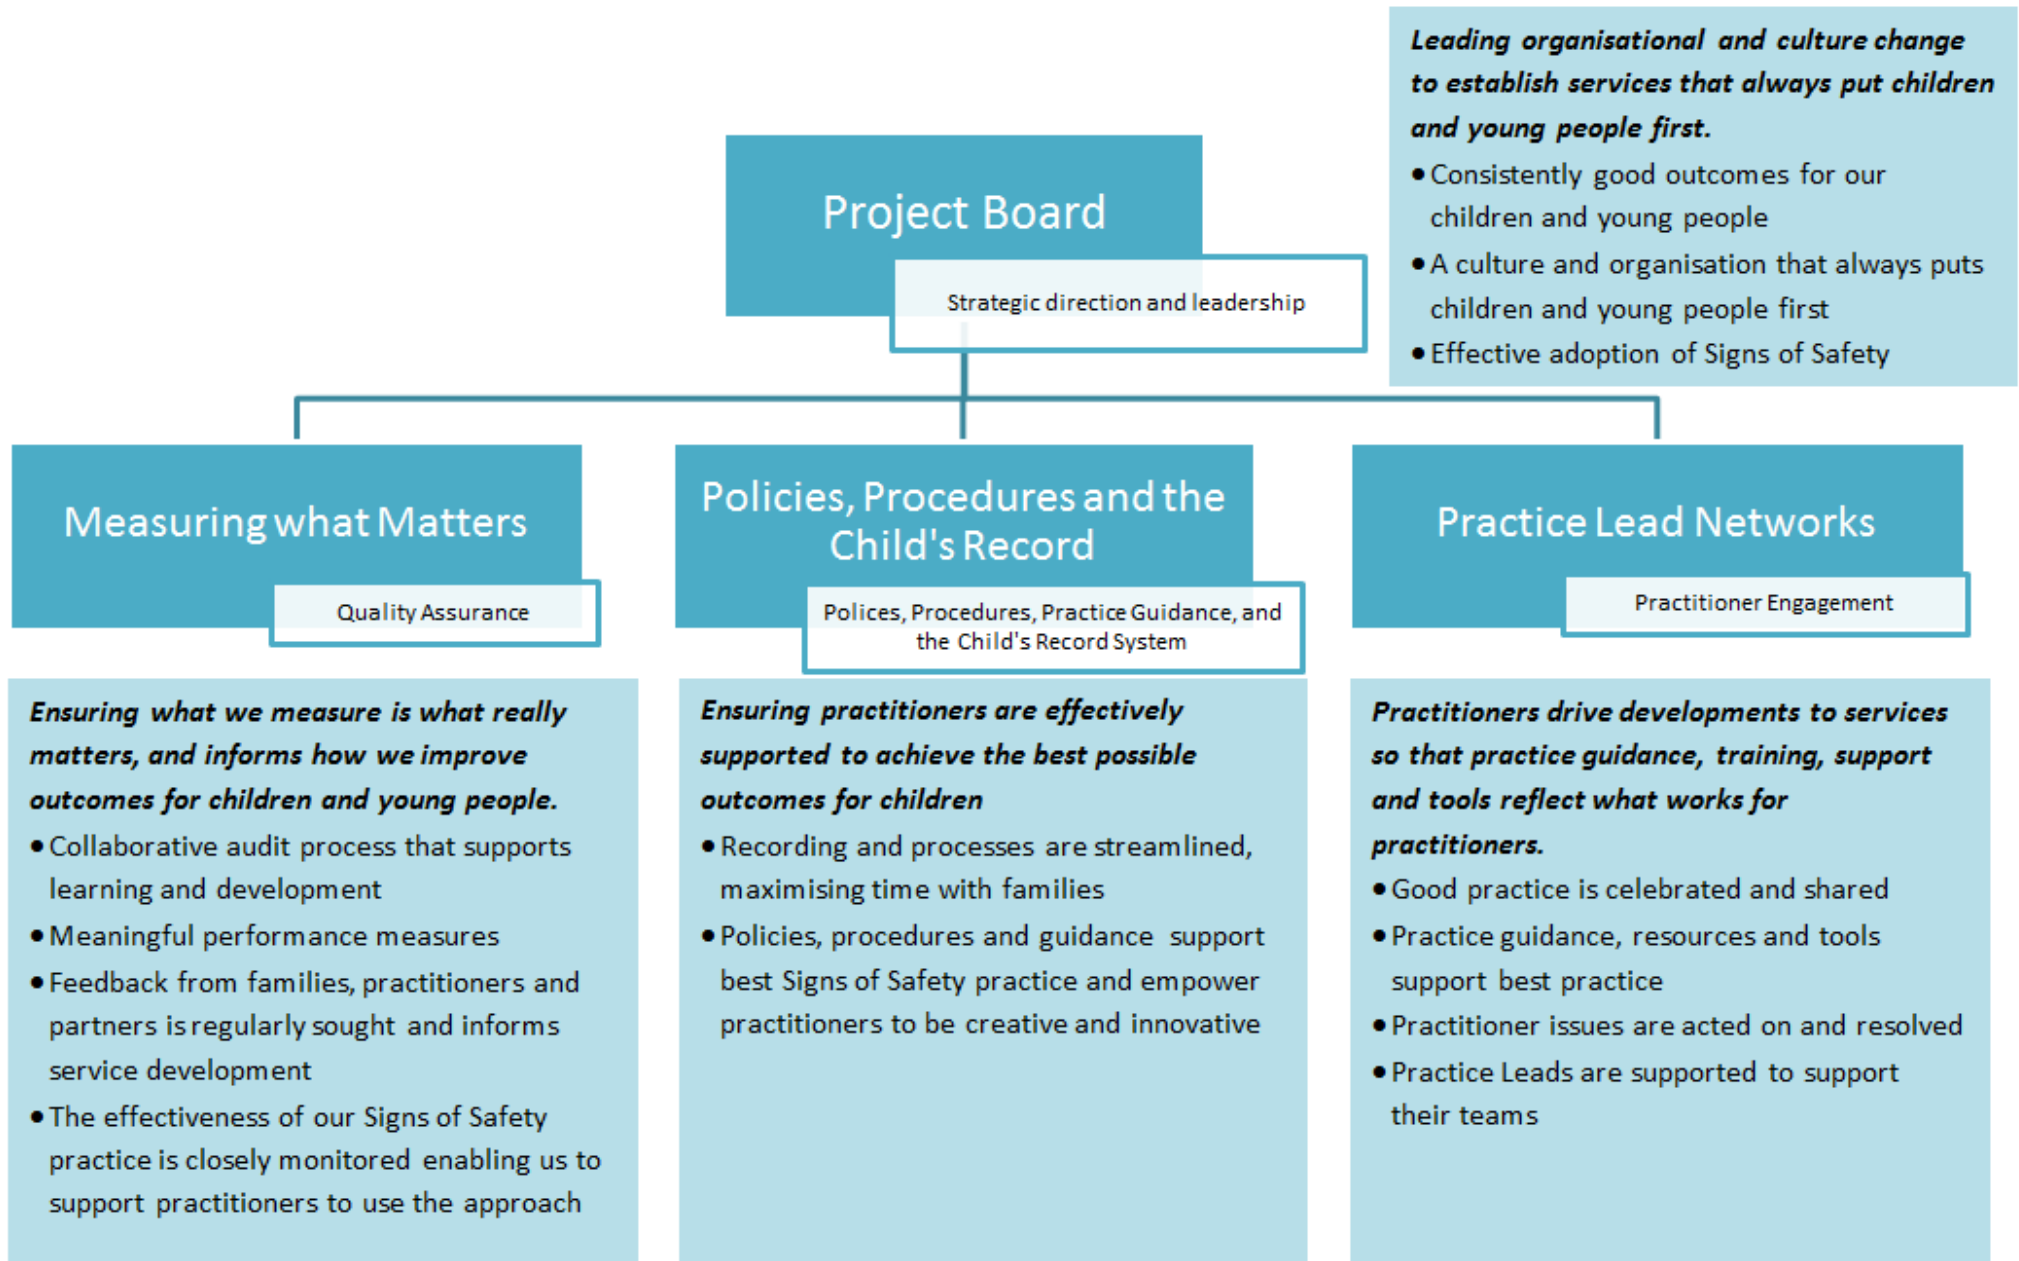 Leading organisational and culture change
to establish services that always put children
and young people first.
• Consistently good outcomes for our
children and young people
• A culture and organisation that always puts
children and young people first
• Effective adoption of Signs of Safety
Project Board
Strategic direction and leadership
Measuring what Matters
Quality Assurance
Ensuring what we measure is what really
matters, and informs how we improve
outcomes for children and young people.
• Collaborative audit process that supports
learning and development
• Meaningful performance measures
• Feedback from families, practitioners and
partners is regularly sought and informs
service development
• The effectiveness of our Signs of Safety
practice is closely monitored enabling us to
support practitioners to use the approach
Policies, Procedures and the
Child's Record
Polices, Procedures, Practice Guidance, and
the Child's Record System
Ensuring practitioners are effectively
supported to achieve the best possible
outcomes for children
• Recording and processes are streamlined,
maximising time with families
• Policies, procedures and guidance support
best Signs of Safety practice and empower
practitioners to be creative and innovative
Practice Lead Networks
Practitioner Engagement
Practitioners drive developments to services
so that practice guidance, training, support
and tools reflect what works for
practitioners.
• Good practice is celebrated and shared
• Practice guidance, resources and tools
support best practice
• Practitioner issues are acted on and resolved
• Practice Leads are supported to support
their teams